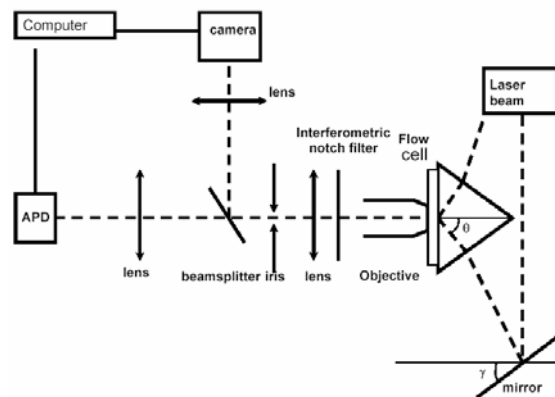 Computer
camera
Laser
beam
lens
Interferometric
notch filter
Flow
cell
APD
θ
lens
beamsplitter iris
lens
Objective
γ
mirror